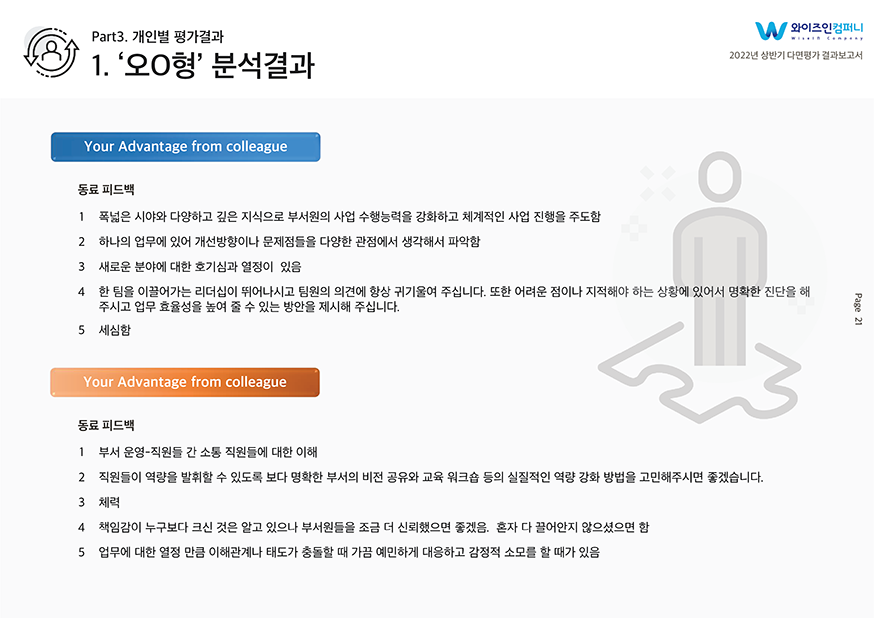 Part3. 개인별 평가결과
1. ‘오O형’ 분석결과
와이즈인컴퍼니
WiseIn Company
2022년 상반기 다면평가 결과보고서
Your Advantage from colleague
동료 피드백
1 폭넓은 시야와 다양하고 깊은 지식으로 부서원의 사업 수행능력을 강화하고 체계적인 사업 진행을 주도함
2 하나의 업무에 있어 개선방향이나 문제점들을 다양한 관점에서 생각해서 파악함
3 새로운 분야에 대한 호기심과 열정이 있음
4 한 팀을 이끌어가는 리더십이 뛰어나시고 팀원의 의견에 항상 귀기울여 주십니다. 또한 어려운 점이나 지적해야 하는 상황에 있어서 명확한 진단을 해
주시고 업무 효율성을 높여 줄 수 있는 방안을 제시해 주십니다.
5 세심함
Page 21
Your Advantage from colleague
동료 피드백
1 부서 운영-직원들 간 소통 직원들에 대한 이해
2 직원들이 역량을 발휘할 수 있도록 보다 명확한 부서의 비전 공유와 교육 워크숍 등의 실질적인 역량 강화 방법을 고민해주시면 좋겠습니다.
3 체력
4 책임감이 누구보다 크신 것은 알고 있으나 부서원들을 조금 더 신뢰했으면 좋겠음. 혼자 다 끌어안지 않으셨으면 함
5 업무에 대한 열정 만큼 이해관계나 태도가 충돌할 때 가끔 예민하게 대응하고 감정적 소모를 할 때가 있음